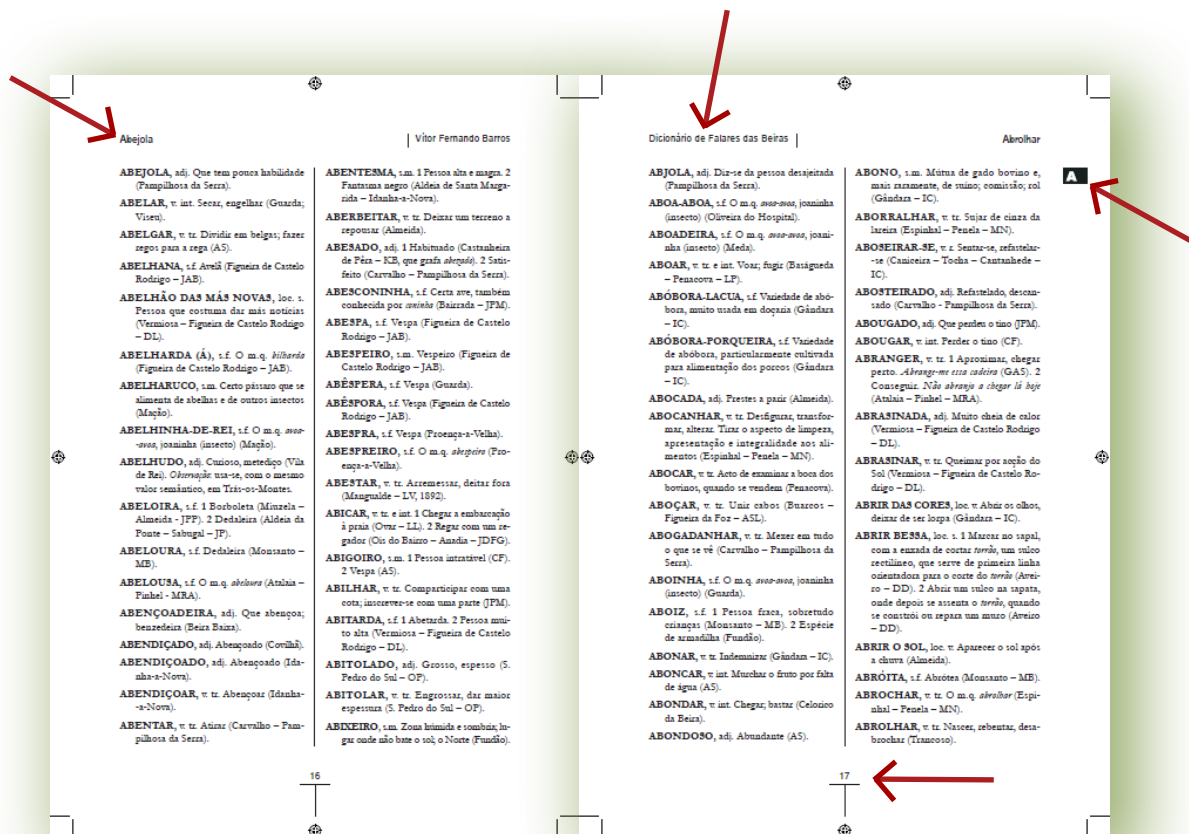 Abejola
Vítor Fernando Barros
ABEJOLA, adj. Que tem pouca habilidade
(Pampilhosa da Serra).
ABELAR, v. int. Secar, engelhar (Guarda;
Viseu).
ABELGAR, v. tr. Dividir em belgas; fazer
regos para a rega (AS).
ABELHANA, s.f. Avelã (Figueira de Castelo
Rodrigo – JAB).
ABELHÃO DAS MÁS NOVAS, loc. s.
Pessoa que costuma dar más notícias
(Vermiosa – Figueira de Castelo Rodrigo
– DL).
ABELHARDA (Á), s.f. O m.q. bilharda
(Figueira de Castelo Rodrigo – JAB).
ABELHARUCO, s.m. Certo pássaro que se
alimenta de abelhas e de outros insectos
(Mação).
ABELHINHA-DE-REI, s.f. O m.q. avoa-
-avoa, joaninha (insecto) (Mação).
ABELHUDO, adj. Curioso, metediço (Vila
de Rei). Observação: usa-se, com o mesmo
valor semântico, em Trás-os-Montes.
ABELOIRA, s.f. 1 Borboleta (Miuzela –
Almeida - JPP). 2 Dedaleira (Aldeia da
Ponte – Sabugal – JP).
ABELOURA, s.f. Dedaleira (Monsanto –
MB).
ABELOUSA, s.f. O m.q. abeloura (Atalaia –
Pinhel - MRA).
ABENÇOADEIRA, adj. Que abençoa;
benzedeira (Beira Baixa).
ABENDIÇADO, adj. Abençoado (Covilhã).
ABENDIÇOADO, adj. Abençoado (Ida-
nha-a-Nova).
ABENDIÇOAR, v. tr. Abençoar (Idanha-
-a-Nova).
ABENTAR, v. tr. Atirar (Carvalho – Pam-
pilhosa da Serra).
ABENTESMA, s.m. 1 Pessoa alta e magra. 2
Fantasma negro (Aldeia de Santa Marga-
rida – Idanha-a-Nova).
ABERBEITAR, v. tr. Deixar um terreno a
repousar (Almeida).
ABESADO, adj. 1 Habituado (Castanheira
de Pêra – KB, que grafa abezado). 2 Satis-
feito (Carvalho – Pampilhosa da Serra).
ABESCONINHA, s.f. Certa ave, também
conhecida por coninha (Bairrada – JPM).
ABESPA, s.f. Vespa (Figueira de Castelo
Rodrigo – JAB).
ABESPEIRO, s.m. Vespeiro (Figueira de
Castelo Rodrigo – JAB).
ABÊSPERA, s.f. Vespa (Guarda).
ABÊSPORA, s.f. Vespa (Figueira de Castelo
Rodrigo – JAB).
ABESPRA, s.f. Vespa (Proença-a-Velha).
ABESPREIRO, s.f. O m.q. abespeiro (Pro-
ença-a-Velha).
ABESTAR, v. tr. Arremessar, deitar fora
(Mangualde – LV, 1892).
ABICAR, v. tr. e int. 1 Chegar a embarcação
à praia (Ovar – LL). 2 Regar com um re-
gador (Ois do Bairro – Anadia – JDFG).
ABIGOIRO, s.m. 1 Pessoa intratável (CF).
2 Vespa (AS).
ABILHAR, v. tr. Comparticipar com uma
cota; inscrever-se com uma parte (JPM).
ABITARDA, s.f. 1 Abetarda. 2 Pessoa mui-
to alta (Vermiosa – Figueira de Castelo
Rodrigo – DL).
ABITOLADO, adj. Grosso, espesso (S.
Pedro do Sul – OP).
ABITOLAR, v. tr. Engrossar, dar maior
espessura (S. Pedro do Sul – OP).
ABIXEIRO, s.m. Zona húmida e sombria; lu-
gar onde não bate o sol; o Norte (Fundão).
16
Dicionário de Falares das Beiras
Abrolhar
ABJOLA, adj. Diz-se da pessoa desajeitada
(Pampilhosa da Serra).
ABOA-ABOA, s.f. O m.q. avoa-avoa, joaninha
(insecto) (Oliveira do Hospital).
ABOADEIRA, s.f. O m.q. avoa-avoa, joani-
nha (insecto) (Meda).
ABOAR, v. tr. e int. Voar; fugir (Baságueda
– Penacova – LP).
ABÓBORA-LACUA, s.f. Variedade de abó-
bora, muito usada em doçaria (Gândara
– IC).
ABÓBORA-PORQUEIRA, s.f. Variedade
de abóbora, particularmente cultivada
para alimentação dos porcos (Gândara
– IC).
ABOCADA, adj. Prestes a parir (Almeida).
ABOCANHAR, v. tr. Desfigurar, transfor-
mar, alterar. Tirar o aspecto de limpeza,
apresentação e integralidade aos ali-
mentos (Espinhal – Penela – MN).
ABOCAR, v. tr. Acto de examinar a boca dos
bovinos, quando se vendem (Penacova).
ABOÇAR, v. tr. Unir cabos (Buarcos –
Figueira da Foz – ASL).
ABOGADANHAR, v. tr. Mexer em tudo
o que se vê (Carvalho – Pampilhosa da
Serra).
ABOINHA, s.f. O m.q. avoa-avoa, joaninha
(insecto) (Guarda).
ABOIZ, s.f. 1 Pessoa fraca, sobretudo
crianças (Monsanto – MB). 2 Espécie
de armadilha (Fundão).
ABONAR, v. tr. Indemnizar (Gândara – IC).
ABONCAR, v. int. Murchar o fruto por falta
de água (AS).
ABONDAR, v. int. Chegar; bastar (Celorico
da Beira).
ABONDOSO, adj. Abundante (AS).
ABONO, s.m. Mútua de gado bovino e,
mais raramente, de suíno; comissão; rol
(Gândara – IC).
ABORRALHAR, v. tr. Sujar de cinza da
lareira (Espinhal – Penela – MN).
ABOSEIRAR-SE, v. r. Sentar-se, refastelar-
-se (Caniceira – Tocha – Cantanhede –
IC).
ABOSTEIRADO, adj. Refastelado, descan-
sado (Carvalho - Pampilhosa da Serra).
ABOUGADO, adj. Que perdeu o tino (JPM).
ABOUGAR, v. int. Perder o tino (CF).
ABRANGER, v. tr. 1 Aproximar, chegar
perto. Abrange-me essa cadeira (GAS). 2
Conseguir. Não abranjo a chegar lá hoje
(Atalaia – Pinhel – MRA).
ABRASINADA, adj. Muito cheia de calor
(Vermiosa – Figueira de Castelo Rodrigo
– DL).
ABRASINAR, v. tr. Queimar por acção do
Sol (Vermiosa – Figueira de Castelo Ro-
drigo – DL).
ABRIR DAS CORES, loc. v. Abrir os olhos,
deixar de ser lorpa (Gândara – IC).
ABRIR BESSA, loc. s. 1 Marcar no sapal,
com a enxada de cortar torrão, um sulco
rectilíneo, que serve de primeira linha
orientadora para o corte do torrão (Avei-
ro – DD). 2 Abrir um sulco na sapata,
onde depois se assenta o torrão, quando
se constrói ou repara um muro (Aveiro
– DD).
ABRIR O SOL, loc. v. Aparecer o sol após
a chuva (Almeida).
ABRÓITA, s.f. Abrótea (Monsanto – MB).
ABROCHAR, v. tr. O m.q. abrolhar (Espi-
nhal – Penela – MN).
ABROLHAR, v. tr. Nascer, rebentar, desa-
brochar (Trancoso).
A
17